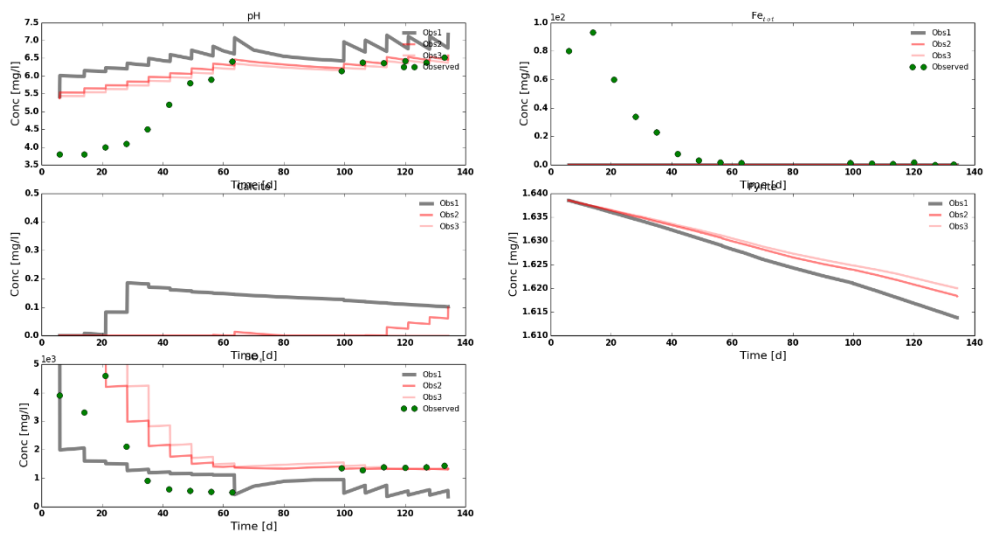 pH
Conc [mg/l]
7.5
7.0
6.5
6.0
5.5
5.0
4.5
4.0
3.5
0 20 40 60 80 100 120 140
Time [d]
Obs1
Obs2
Obs3
Observed
Fe tot
1.0 1e2
Conc [mg/l]
0.8
0.6
0.4
0.2
0.0
0 20 40 60 80 100 120 140
Time [d]
Obs1
Obs2
Obs3
Observed
Calcite
Conc [mg/l]
0.5
0.4
0.3
0.2
0.1
0.0
0 20 40 60 80 100 120 140
Time [d]
Obs1
Obs2
Obs3
Pyrite
Conc [mg/l]
1.640
1.635
1.630
1.625
1.620
1.615
1.610
0 20 40 60 80 100 120 140
Time [d]
Obs1
Obs2
Obs3
5 1e3
Conc [mg/l]
4
3
2
1
0
0 20 40 60 80 100 120 140
Time [d]
Obs1
Obs2
Obs3
Observed